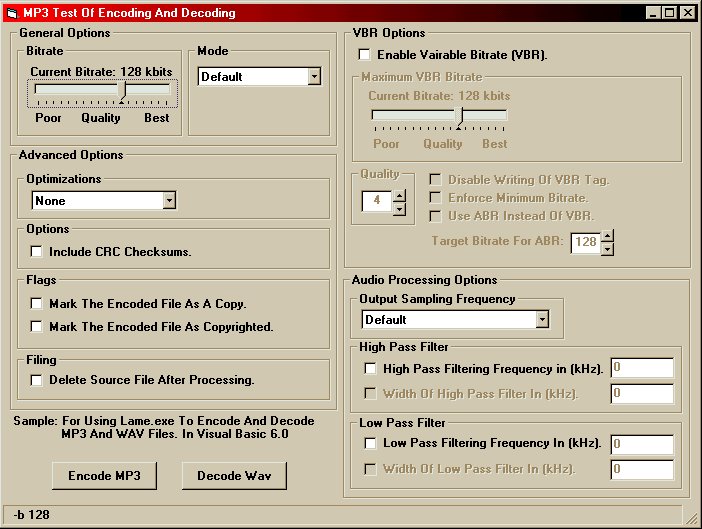 MP3 Test Of Encoding And Decoding
General Options
Bitrate
Current Bitrate: 128 kbits
Poor Quality Best
Mode
Default
Advanced Options
Optimizations
None
Options
Include CRC Checksums.
Flags
Mark The Encoded File As A Copy.
Mark The Encoded File As Copyrighted.
Filing
Delete Source File After Processing.
Sample: For Using Lame.exe To Encode And Decode
MP3 And WAV Files. In Visual Basic 6.0
Encode MP3
Decode Wav
VBR Options
Enable Vairable Bitrate (VBR).
Maximum VBR Bitrate
Current Bitrate: 128 kbits
Poor Quality Best
Quality
4
Disable Writing Of VBR Tag.
Enforce Minimum Bitrate.
Use ABR Instead Of VBR.
Target Bitrate For ABR: 128
Audio Processing Options
Output Sampling Frequency
Default
High Pass Filter
High Pass Filtering Frequency in (kHz). 0
Width Of High Pass Filter In (kHz). 0
Low Pass Filter
Low Pass Filtering Frequency In (kHz). 0
Width Of Low Pass Filter In (kHz). 0
-b 128